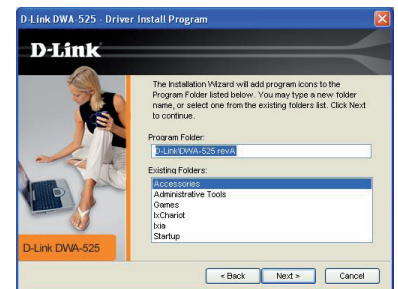 D-Link DWA-525 - Driver Install Program
D-Link
The Installation Wizard will add program icons to the
Program Folder listed below. You may type a new folder
name, or select one from the existing folders list. Click Next
to continue.
Program Folder:
D-Link\DWA-525 revA
Existing Folders:
Accessories
Administrative Tools
Games
IxChariot
Ixia
Startup
D-Link DWA-525
< Back
Next >
Cancel